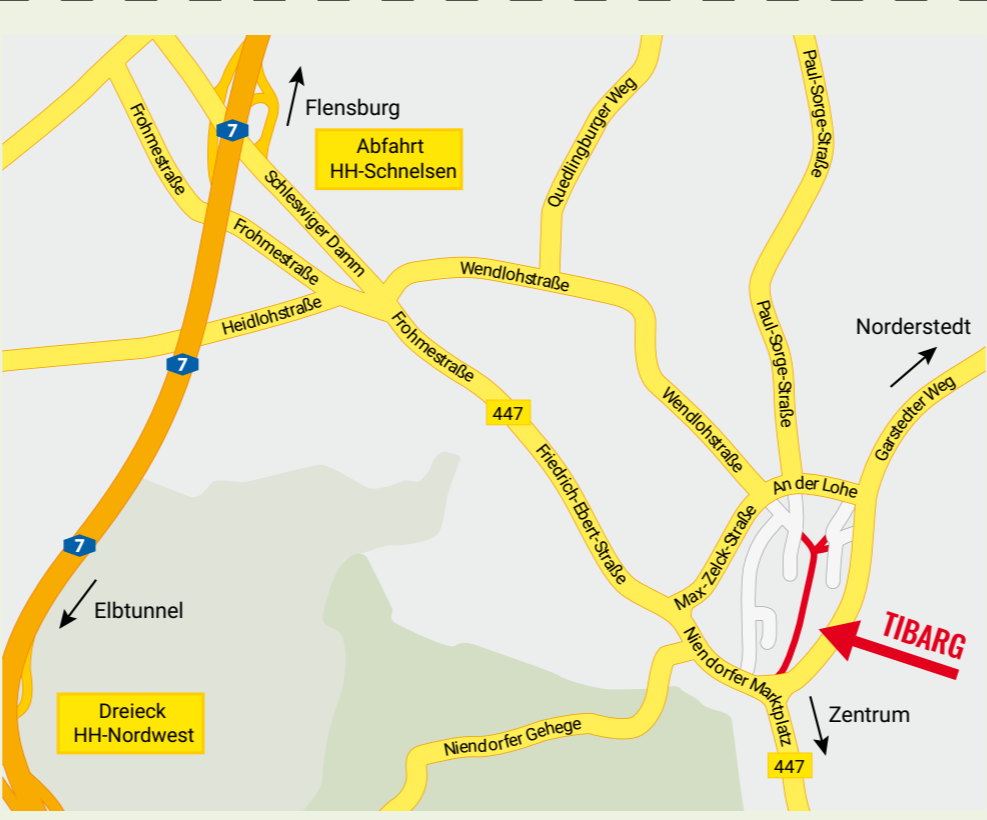 Paul-Sorge-Straße
Quedlingburger Weg
Flensburg
Frohmestraße
7
Abfahrt
HH-Schnelsen
Schleswiger Damm
Frohmestraße
Wendlohstraße
Heidlohstraße
Frohmestraße
Paul-Sorge-Straße
Norderstedt
7
Garstedter Weg
447
Wendlohstraße
Friedrich-Ebert-Straße
An der Lohe
Max-Zelck-Straße
7
Elbtunnel
TIBARG
Niendorfer Marktplatz
Dreieck
HH-Nordwest
Zentrum
Niendorfer Gehege
447